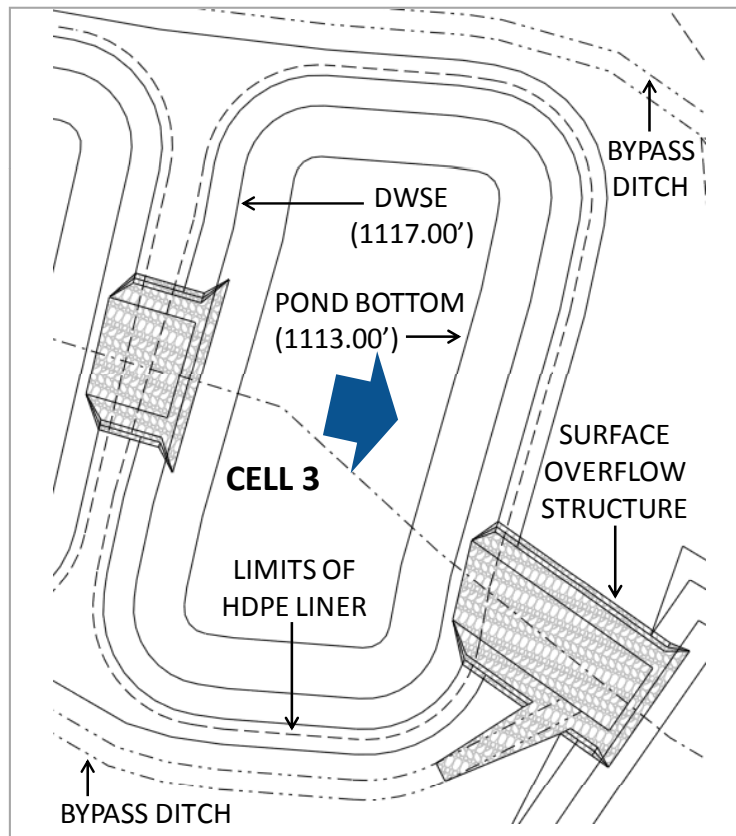 BYPASS
DITCH
DWSE
(1117.00')
POND BOTTOM
(1113.00')
SURFACE
OVERFLOW
STRUCTURE
CELL 3
LIMITS OF
HDPE LINER
BYPASS DITCH